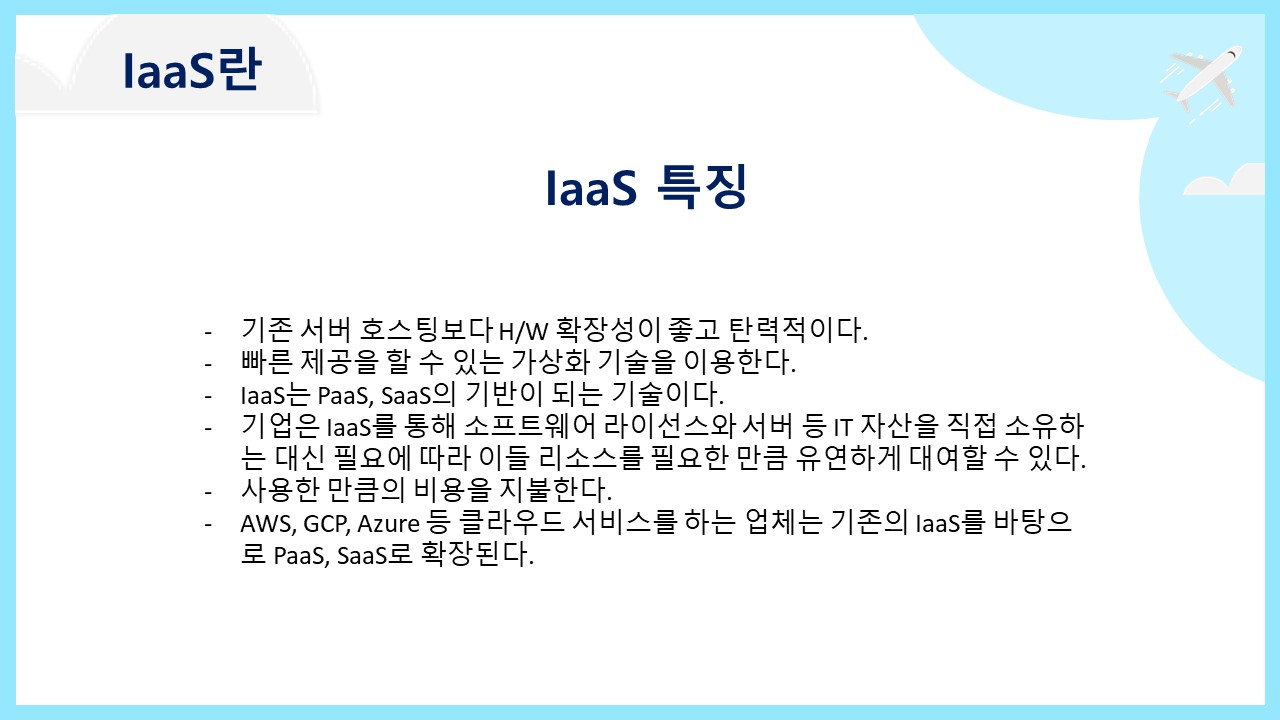 IaaS란
IaaS 특징
- 기존 서버 호스팅보다 H/W 확장성이 좋고 탄력적이다.
- 빠른 제공을 할 수 있는 가상화 기술을 이용한다.
- IaaS는 PaaS, SaaS의 기반이 되는 기술이다.
- 기업은 IaaS를 통해 소프트웨어 라이선스와 서버 등 IT 자산을 직접 소유하
는 대신 필요에 따라 이들 리소스를 필요한 만큼 유연하게 대여할 수 있다.
- 사용한 만큼의 비용을 지불한다.
- AWS, GCP, Azure 등 클라우드 서비스를 하는 업체는 기존의 IaaS를 바탕으
로 PaaS, SaaS로 확장된다.